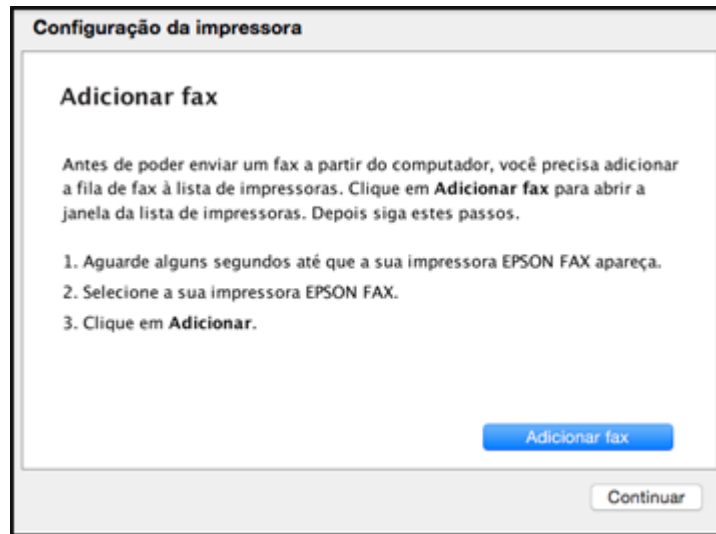 Configuração da impressora
Adicionar fax
Antes de poder enviar um fax a partir do computador, você precisa adicionar
a fila de fax à lista de impressoras. Clique em Adicionar fax para abrir a
janela da lista de impressoras. Depois siga estes passos.
1. Aguarde alguns segundos até que a sua impressora EPSON FAX apareça.
2. Selecione a sua impressora EPSON FAX.
3. Clique em Adicionar.
Adicionar fax
Continuar